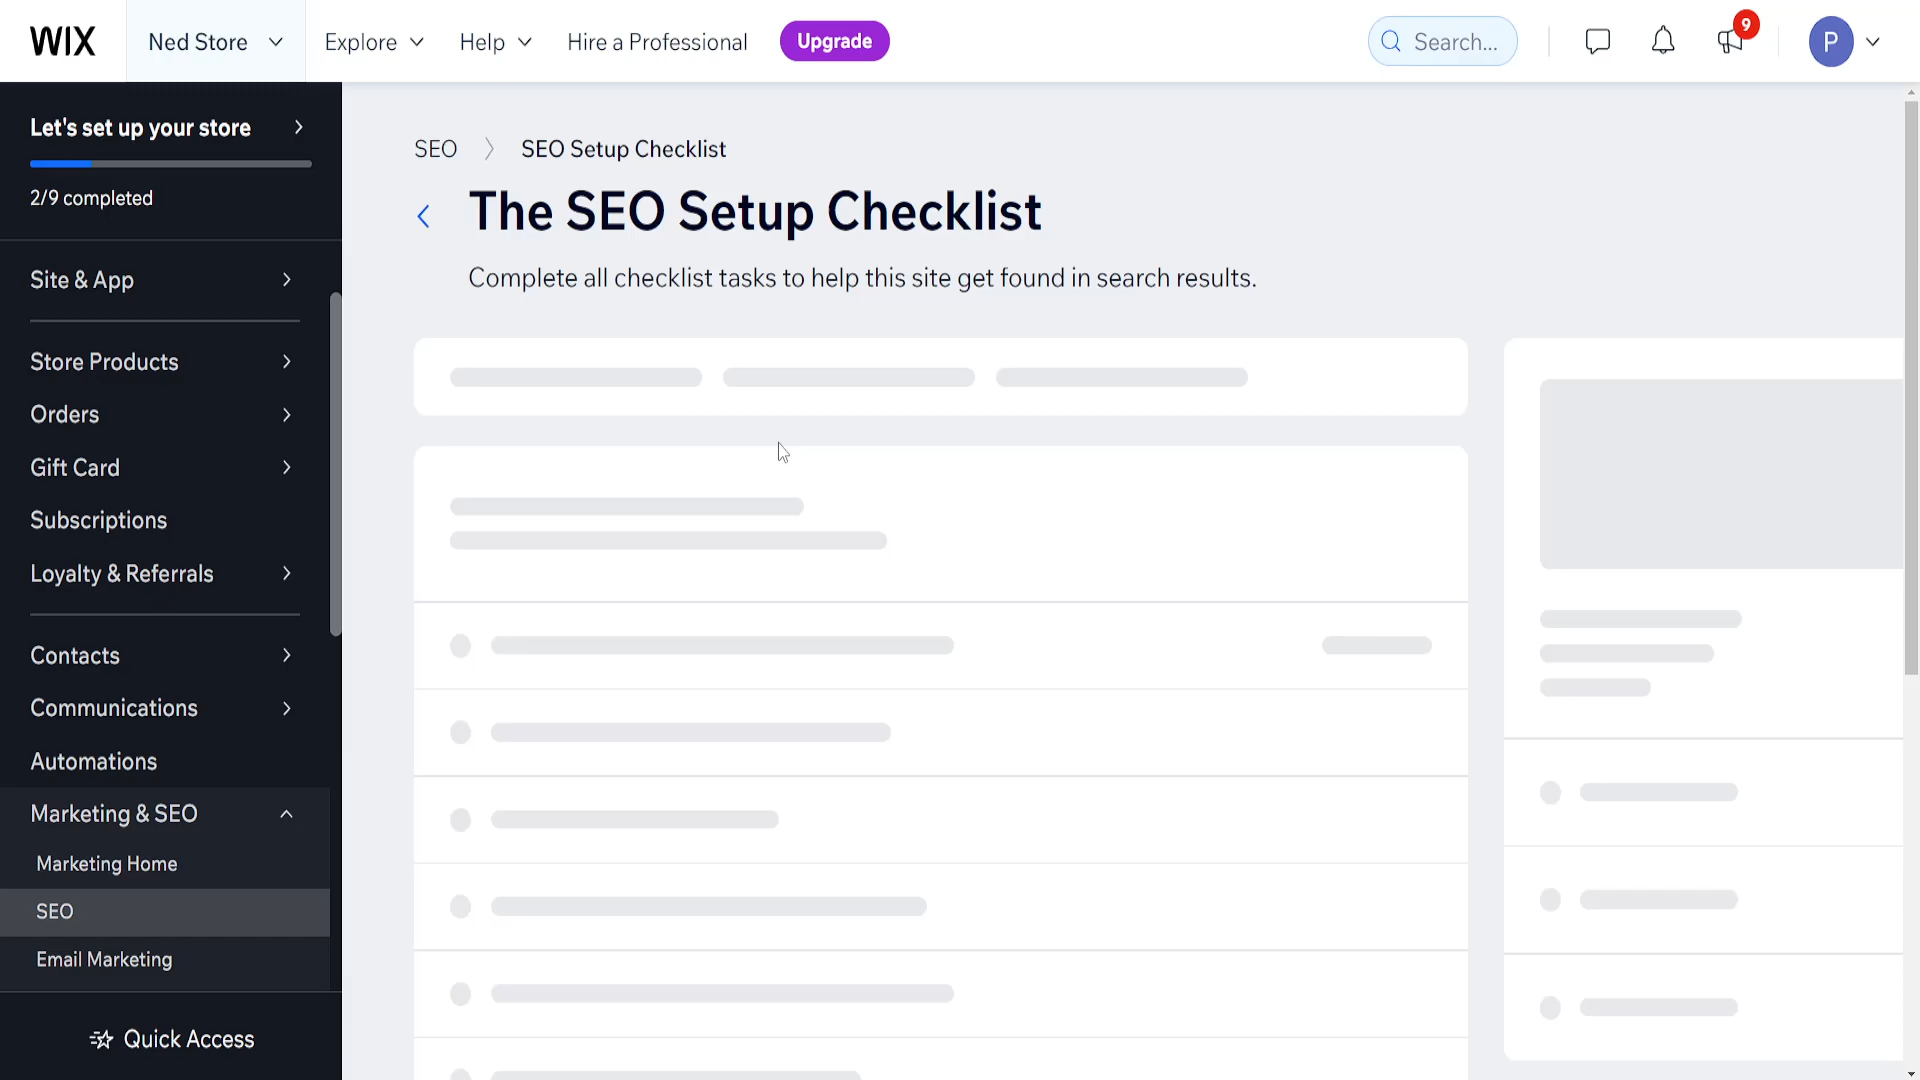 WIX
Ned Store
Explore
Help
Hire a Professional
Upgrade
Search...
9
P
Let's set up your store
2/9 completed
Site & App
Store Products
Orders
Gift Card
Subscriptions
Loyalty & Referrals
Contacts
Communications
Automations
Marketing & SEO
Marketing Home
SEO
Email Marketing
Quick Access
SEO
SEO Setup Checklist
The SEO Setup Checklist
Complete all checklist tasks to help this site get found in search results.